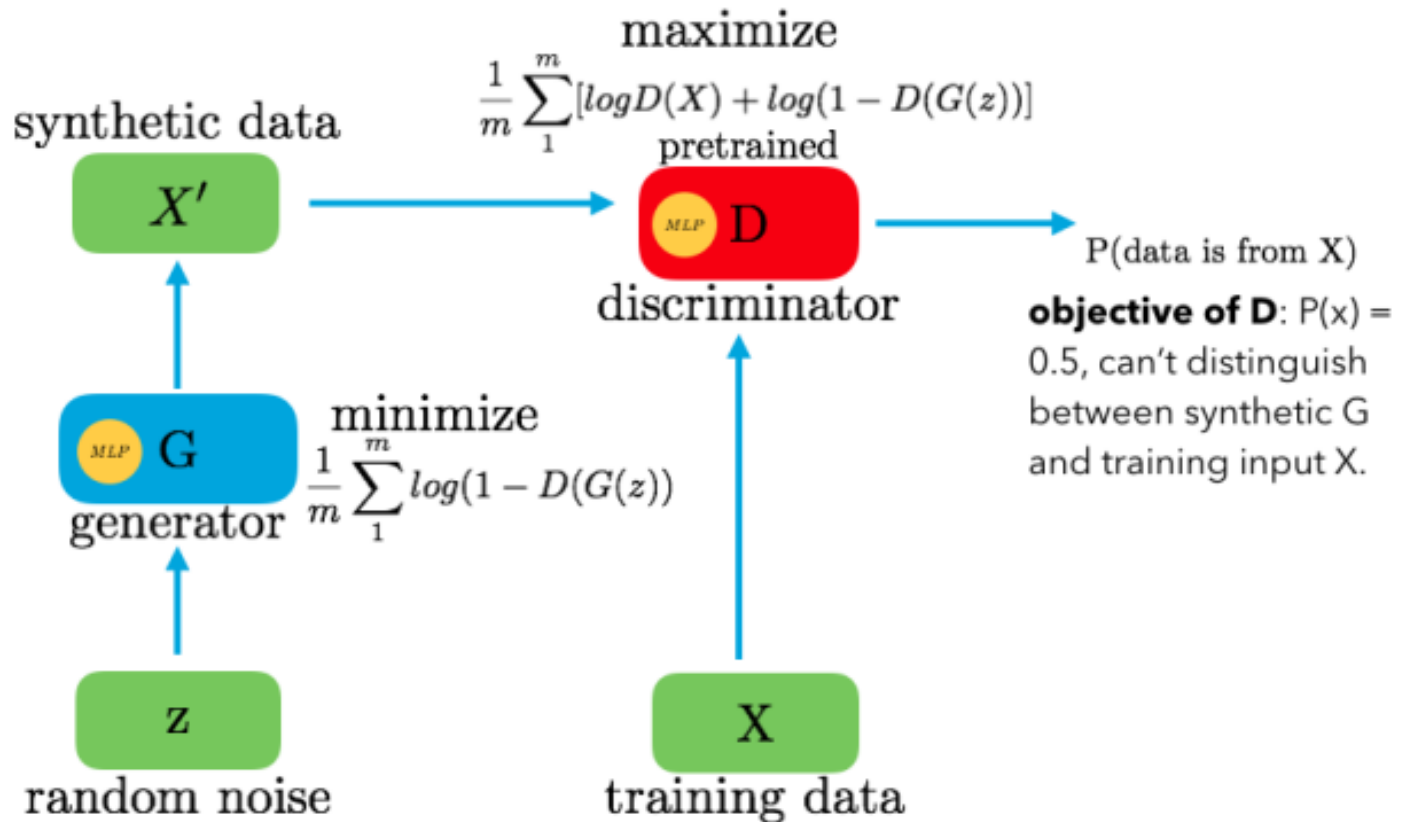 maximize
\frac{1}{m} \sum_{1}^{m} [logD(X) + log(1 − D(G(z))]
pretrained
synthetic data
X′
MLP D
discriminator
P(data is from X)
objective of D: P(x) =
0.5, can't distinguish
between synthetic G
and training input X.
MLP G
generator
minimize
\frac{1}{m} \sum_{1}^{m} log(1 − D(G(z))
z
random noise
X
training data